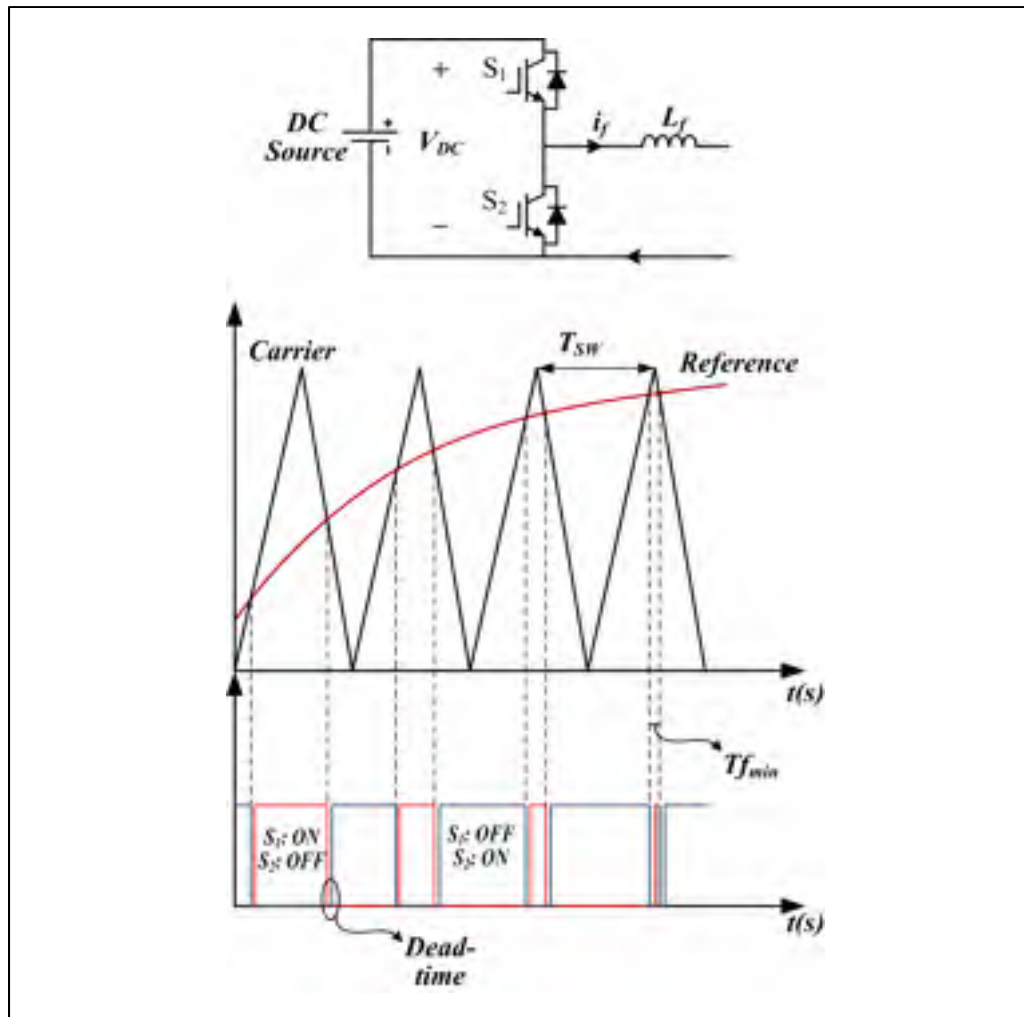 S1
DC
Source
+
VDC
–
if
Lf
S2
Carrier
TSW
Reference
t(s)
Tfmin
S1: ON
S2: OFF
S1: OFF
S2: ON
t(s)
Dead-
time